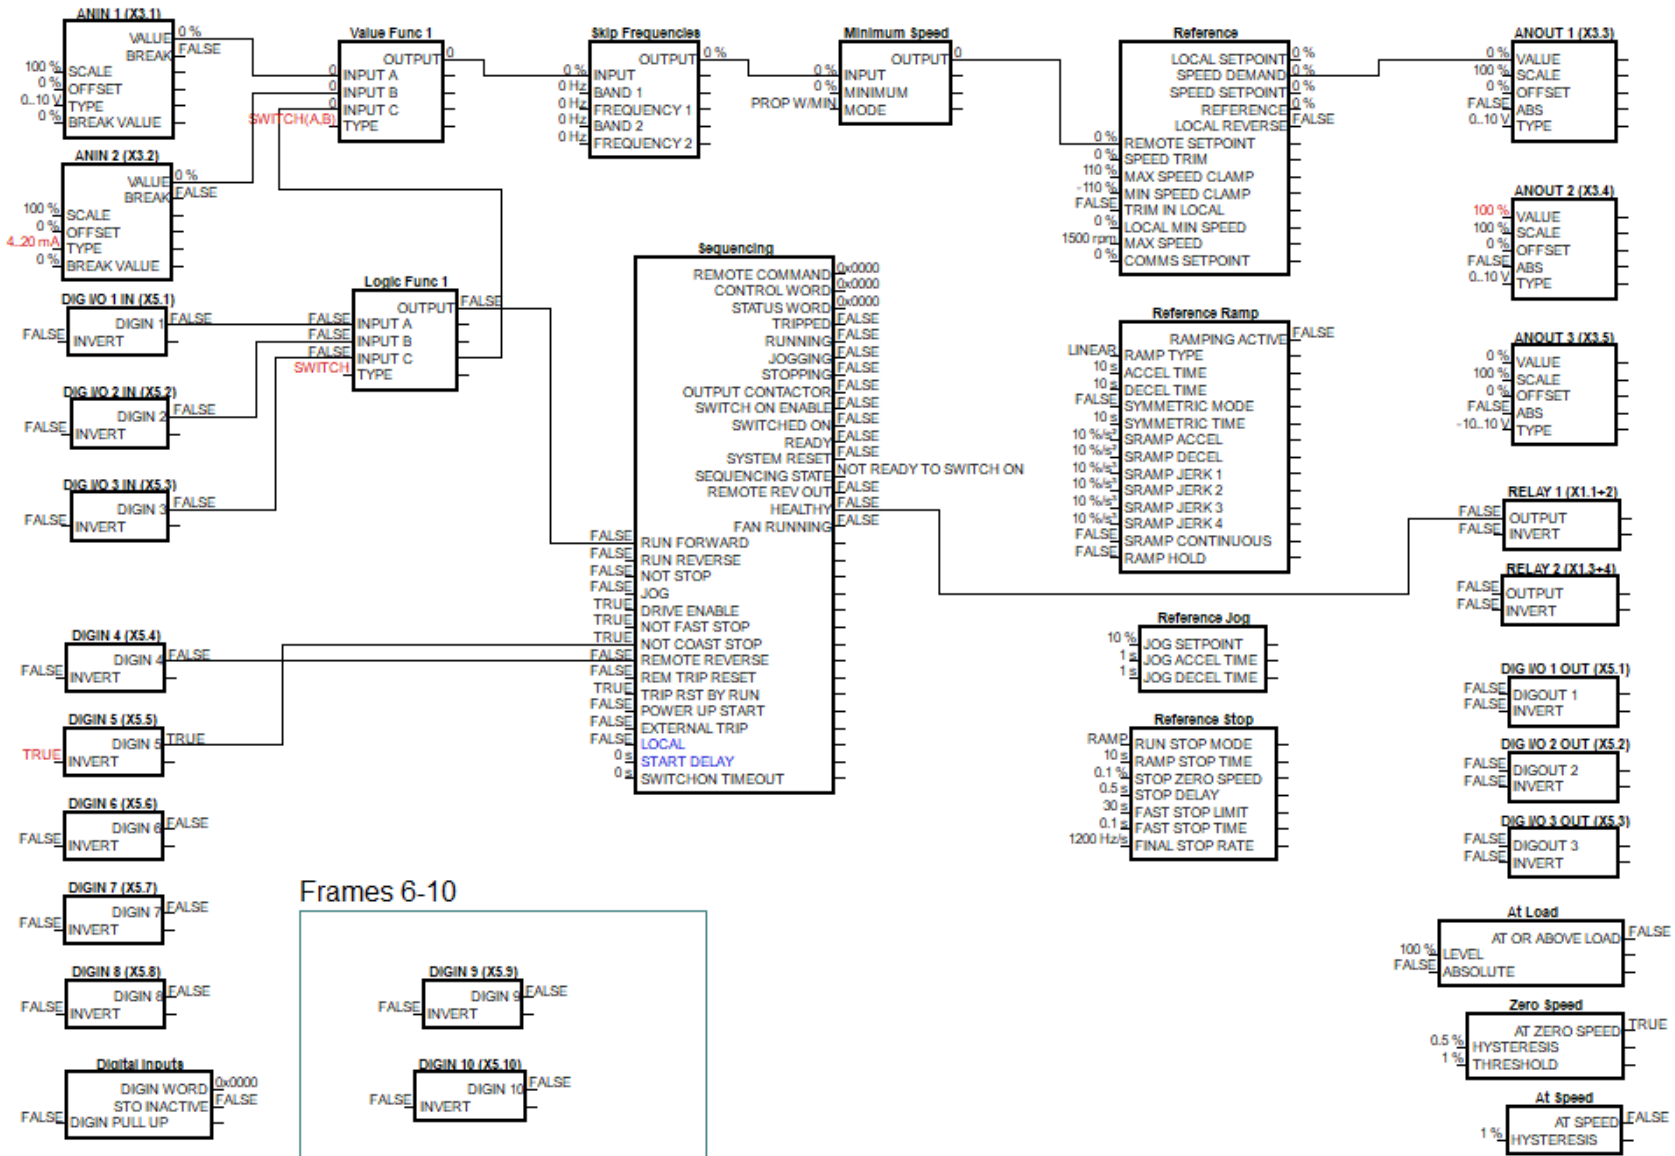 ANIN 1 (X3.1)
VALUE 0 %
BREAK FALSE
100 % SCALE
0 % OFFSET
0..10 V TYPE
0 % BREAK VALUE
ANIN 2 (X3.2)
VALUE 0 %
BREAK FALSE
100 % SCALE
0 % OFFSET
4..20 mA TYPE
0 % BREAK VALUE
DIG I/O 1 IN (X5.1)
DIGIN 1 FALSE
FALSE INVERT
DIG I/O 2 IN (X5.2)
DIGIN 2 FALSE
FALSE INVERT
DIG I/O 3 IN (X5.3)
DIGIN 3 FALSE
FALSE INVERT
DIGIN 4 (X5.4)
DIGIN 4 FALSE
FALSE INVERT
DIGIN 5 (X5.5)
DIGIN 5 TRUE
TRUE INVERT
DIGIN 6 (X5.6)
DIGIN 6 FALSE
FALSE INVERT
DIGIN 7 (X5.7)
DIGIN 7 FALSE
FALSE INVERT
DIGIN 8 (X5.8)
DIGIN 8 FALSE
FALSE INVERT
Digital Inputs
DIGIN WORD 0x0000
STO INACTIVE FALSE
FALSE DIGIN PULL UP
Value Func 1
OUTPUT 0
0 INPUT A
0 INPUT B
0 INPUT C
SWITCH(A,B) TYPE
Logic Func 1
OUTPUT FALSE
FALSE INPUT A
FALSE INPUT B
FALSE INPUT C
SWITCH TYPE
Frames 6-10
DIGIN 9 (X5.9)
DIGIN 9 FALSE
FALSE INVERT
DIGIN 10 (X5.10)
DIGIN 10 FALSE
FALSE INVERT
Skip Frequencies
OUTPUT 0 %
0 % INPUT
0 Hz BAND 1
0 Hz FREQUENCY 1
0 Hz BAND 2
0 Hz FREQUENCY 2
Sequencing
REMOTE COMMAND 0x0000
CONTROL WORD 0x0000
STATUS WORD 0x0000
TRIPPED FALSE
RUNNING FALSE
JOGGING FALSE
STOPPING FALSE
OUTPUT CONTACTOR FALSE
SWITCH ON ENABLE FALSE
SWITCHED ON FALSE
READY FALSE
SYSTEM RESET FALSE
SEQUENCING STATE NOT READY TO SWITCH ON
REMOTE REV OUT FALSE
HEALTHY FALSE
FAN RUNNING FALSE
FALSE RUN FORWARD
FALSE RUN REVERSE
FALSE NOT STOP
FALSE JOG
TRUE DRIVE ENABLE
TRUE NOT FAST STOP
TRUE NOT COAST STOP
FALSE REMOTE REVERSE
FALSE REM TRIP RESET
TRUE TRIP RST BY RUN
FALSE POWER UP START
FALSE EXTERNAL TRIP
FALSE LOCAL
0 s START DELAY
0 s SWITCHON TIMEOUT
Minimum Speed
OUTPUT 0
0 % INPUT
0 % MINIMUM
PROP W/MIN MODE
Reference
LOCAL SETPOINT 0 %
SPEED DEMAND 0 %
SPEED SETPOINT 0 %
REFERENCE 0 %
LOCAL REVERSE FALSE
0 % REMOTE SETPOINT
0 % SPEED TRIM
110 % MAX SPEED CLAMP
-110 % MIN SPEED CLAMP
FALSE TRIM IN LOCAL
0 % LOCAL MIN SPEED
1500 rpm MAX SPEED
0 % COMMS SETPOINT
Reference Ramp
RAMPING ACTIVE FALSE
LINEAR RAMP TYPE
10 s ACCEL TIME
10 s DECEL TIME
FALSE SYMMETRIC MODE
10 s SYMMETRIC TIME
10 %/s² SRAMP ACCEL
10 %/s² SRAMP DECEL
10 %/s³ SRAMP JERK 1
10 %/s³ SRAMP JERK 2
10 %/s³ SRAMP JERK 3
10 %/s³ SRAMP JERK 4
FALSE SRAMP CONTINUOUS
FALSE RAMP HOLD
Reference Jog
10 % JOG SETPOINT
1 s JOG ACCEL TIME
1 s JOG DECEL TIME
Reference Stop
RAMP RUN STOP MODE
10 s RAMP STOP TIME
0.1 % STOP ZERO SPEED
0.5 s STOP DELAY
30 s FAST STOP LIMIT
0.1 s FAST STOP TIME
1200 Hz/s FINAL STOP RATE
ANOUT 1 (X3.3)
0 % VALUE
100 % SCALE
0 % OFFSET
FALSE ABS
0..10 V TYPE
ANOUT 2 (X3.4)
100 % VALUE
100 % SCALE
0 % OFFSET
FALSE ABS
0..10 V TYPE
ANOUT 3 (X3.5)
0 % VALUE
100 % SCALE
0 % OFFSET
FALSE ABS
-10..10 V TYPE
RELAY 1 (X1.1+2)
FALSE OUTPUT
FALSE INVERT
RELAY 2 (X1.3+4)
FALSE OUTPUT
FALSE INVERT
DIG I/O 1 OUT (X5.1)
FALSE DIGOUT 1
FALSE INVERT
DIG I/O 2 OUT (X5.2)
FALSE DIGOUT 2
FALSE INVERT
DIG I/O 3 OUT (X5.3)
FALSE DIGOUT 3
FALSE INVERT
At Load
AT OR ABOVE LOAD FALSE
100 % LEVEL
FALSE ABSOLUTE
Zero Speed
AT ZERO SPEED TRUE
0.5 % HYSTERESIS
1 % THRESHOLD
At Speed
AT SPEED FALSE
1 % HYSTERESIS